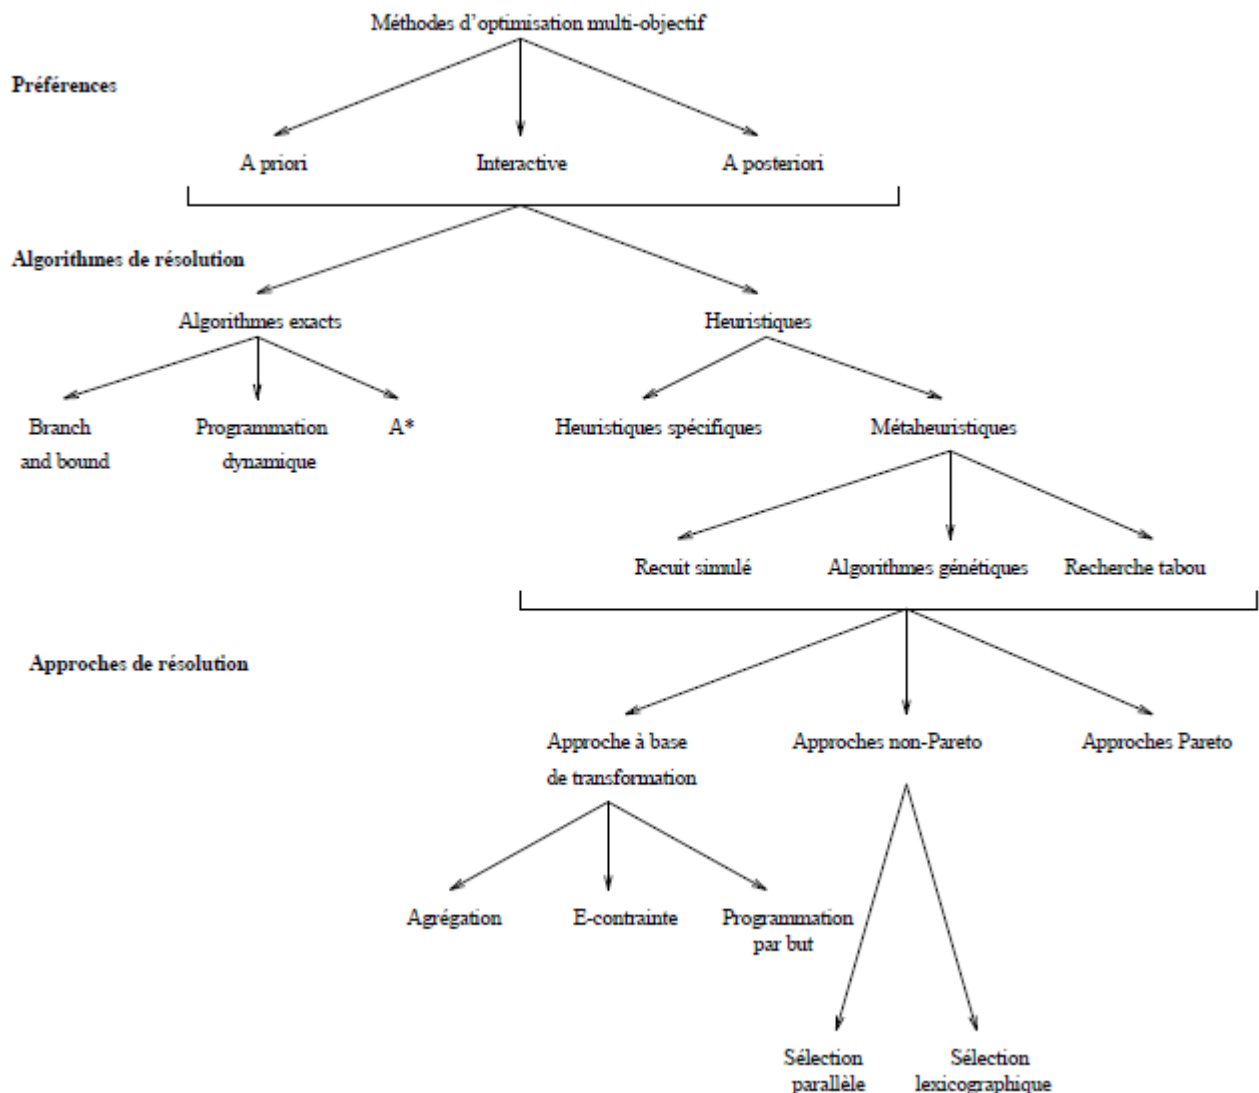 Méthodes d'optimisation multi-objectif
Préférences
A priori
Interactive
A posteriori
Algorithmes de résolution
Algorithmes exacts
Heuristiques
Branch
and bound
Programmation
dynamique
A*
Heuristiques spécifiques
Métaheuristiques
Recuit simulé
Algorithmes génétiques
Recherche tabou
Approches de résolution
Approche à base
de transformation
Approches non-Pareto
Approches Pareto
Agrégation
E-contrainte
Programmation
par but
Sélection
parallèle
Sélection
lexicographique